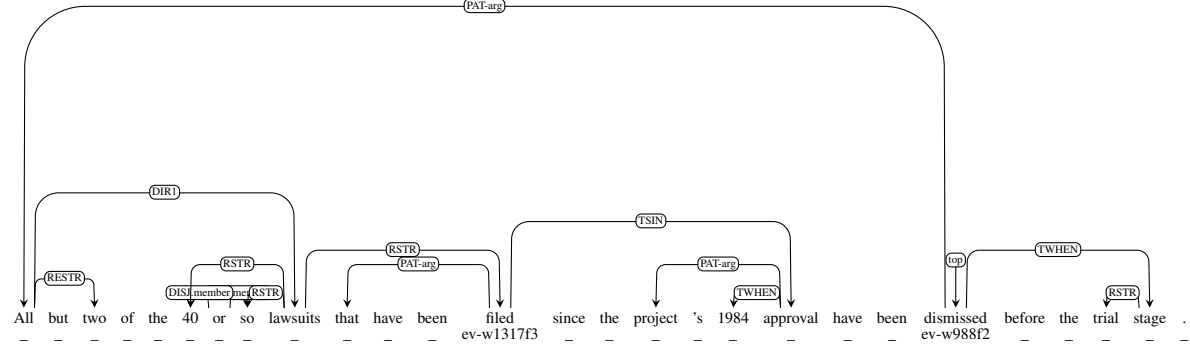 PAT-arg
DIR1
TSIN
RSTR TWHEN
RSTR PAT-arg PAT-arg top
RESTR
DISJ.member RSTR TWHEN RSTR
All but two of the 40 or so lawsuits that have been filed since the project 's 1984 approval have been dismissed before the trial stage .
_ _ _ _ _ _ _ _ _ _ _ _ ev-w1317f3 _ _ _ _ _ _ _ _ ev-w988f2 _ _ _ _ _